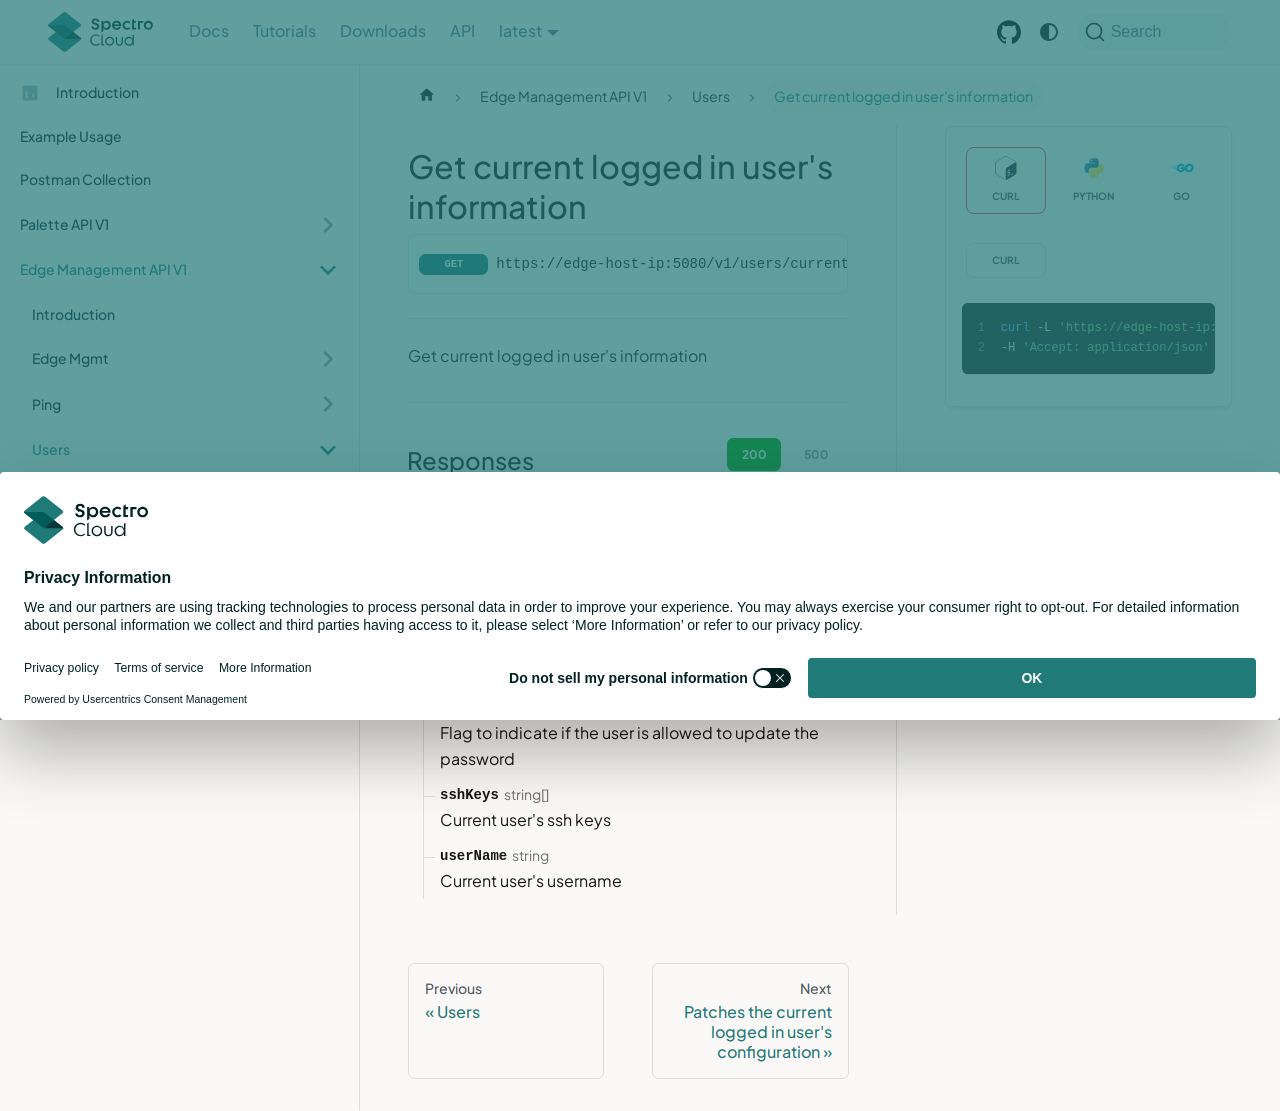 Spectro Cloud
Docs
Tutorials
Downloads
API
latest
Search
Introduction
Example Usage
Postman Collection
Palette API V1
Edge Management API V1
Introduction
Edge Mgmt
Ping
Users
Edge Management API V1
Users
Get current logged in user's information
Get current logged in user's
information
GET
https://edge-host-ip:5080/v1/users/current
Get current logged in user's information
Responses
200
500
CURL
PYTHON
GO
CURL
1 curl -L 'https://edge-host-ip:
2 -H 'Accept: application/json'
Spectro
Cloud
Privacy Information
We and our partners are using tracking technologies to process personal data in order to improve your experience. You may always exercise your consumer right to opt-out. For detailed information
about personal information we collect and third parties having access to it, please select ‘More Information’ or refer to our privacy policy.
Privacy policy
Terms of service
More Information
Powered by Usercentrics Consent Management
Do not sell my personal information
OK
Flag to indicate if the user is allowed to update the
password
sshKeys string[]
Current user's ssh keys
userName string
Current user's username
Previous
« Users
Next
Patches the current
logged in user's
configuration »